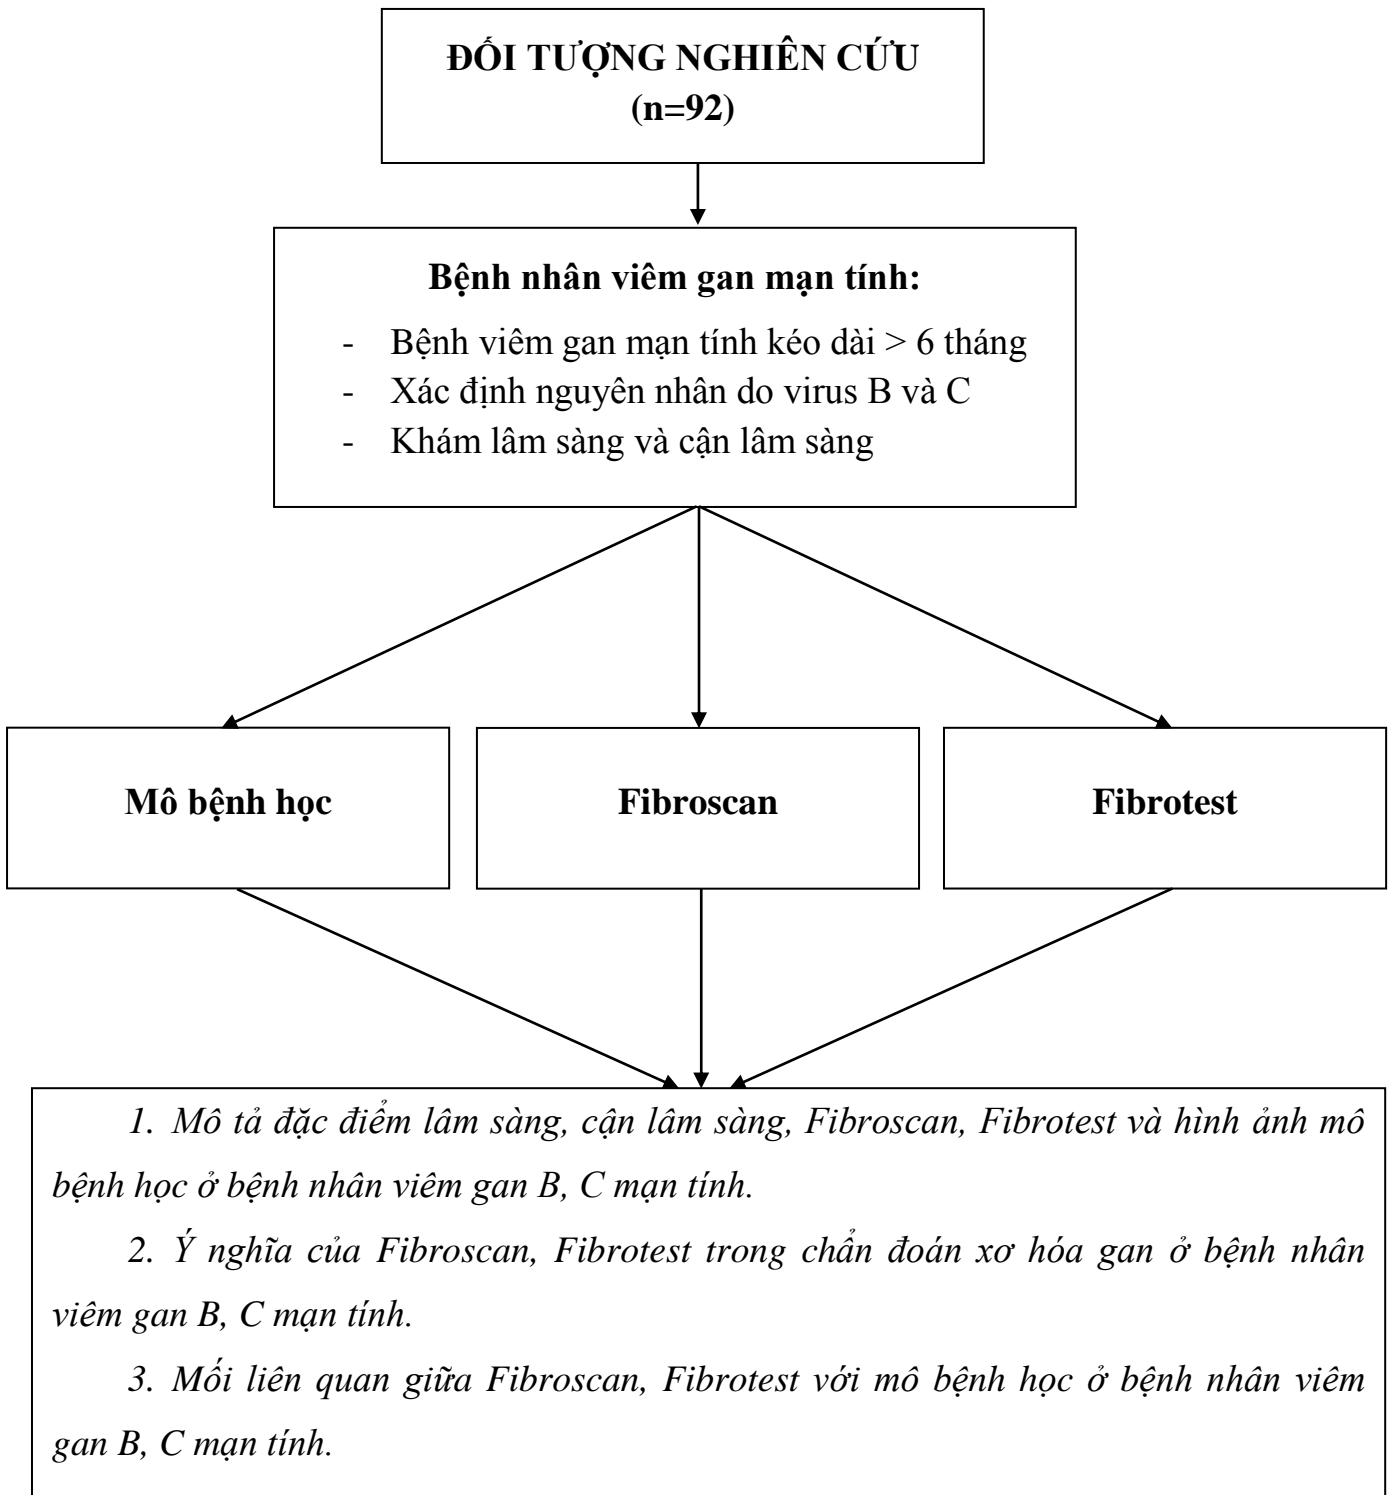 ĐỐI TƯỢNG NGHIÊN CỨU
(n=92)
Bệnh nhân viêm gan mạn tính:
- Bệnh viêm gan mạn tính kéo dài > 6 tháng
- Xác định nguyên nhân do virus B và C
- Khám lâm sàng và cận lâm sàng
Mô bệnh học
Fibroscan
Fibrotest
1. Mô tả đặc điểm lâm sàng, cận lâm sàng, Fibroscan, Fibrotest và hình ảnh mô
bệnh học ở bệnh nhân viêm gan B, C mạn tính.
2. Ý nghĩa của Fibroscan, Fibrotest trong chẩn đoán xơ hóa gan ở bệnh nhân
viêm gan B, C mạn tính.
3. Mối liên quan giữa Fibroscan, Fibrotest với mô bệnh học ở bệnh nhân viêm
gan B, C mạn tính.